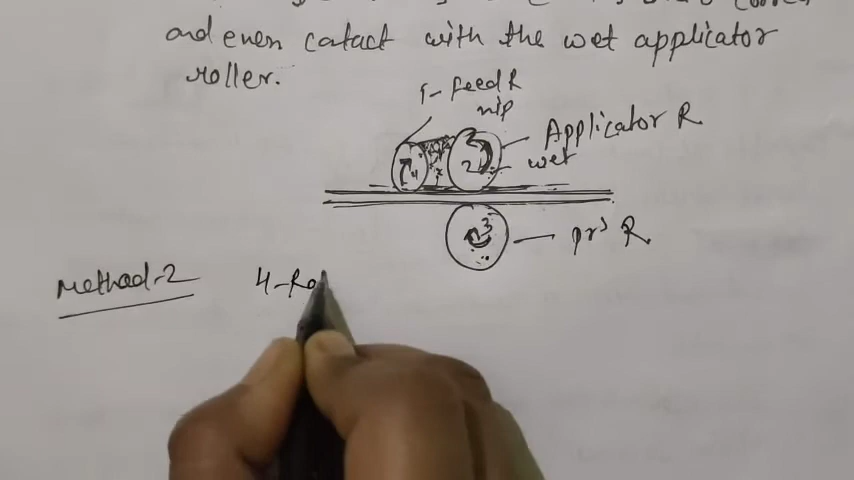 and even catact with the wet applicator
roller.
1- feed R
nip
Applicator R
wet
2
3
prs R
Method-2 4-Ro